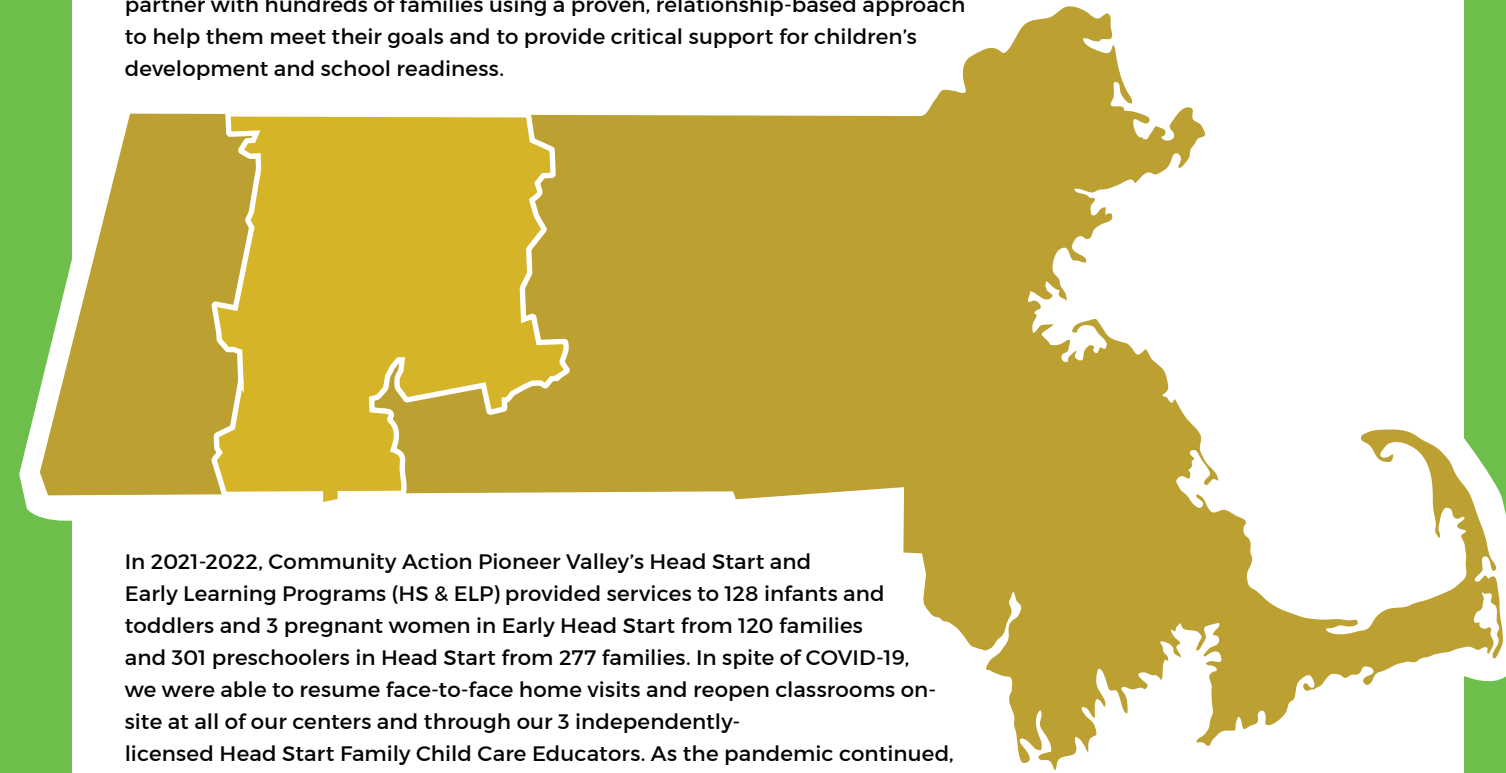 partner with hundreds of families using a proven, relationship-based approach
to help them meet their goals and to provide critical support for children’s
development and school readiness.
In 2021-2022, Community Action Pioneer Valley’s Head Start and
Early Learning Programs (HS & ELP) provided services to 128 infants and
toddlers and 3 pregnant women in Early Head Start from 120 families
and 301 preschoolers in Head Start from 277 families. In spite of COVID-19,
we were able to resume face-to-face home visits and reopen classrooms on-
site at all of our centers and through our 3 independently-
licensed Head Start Family Child Care Educators. As the pandemic continued,